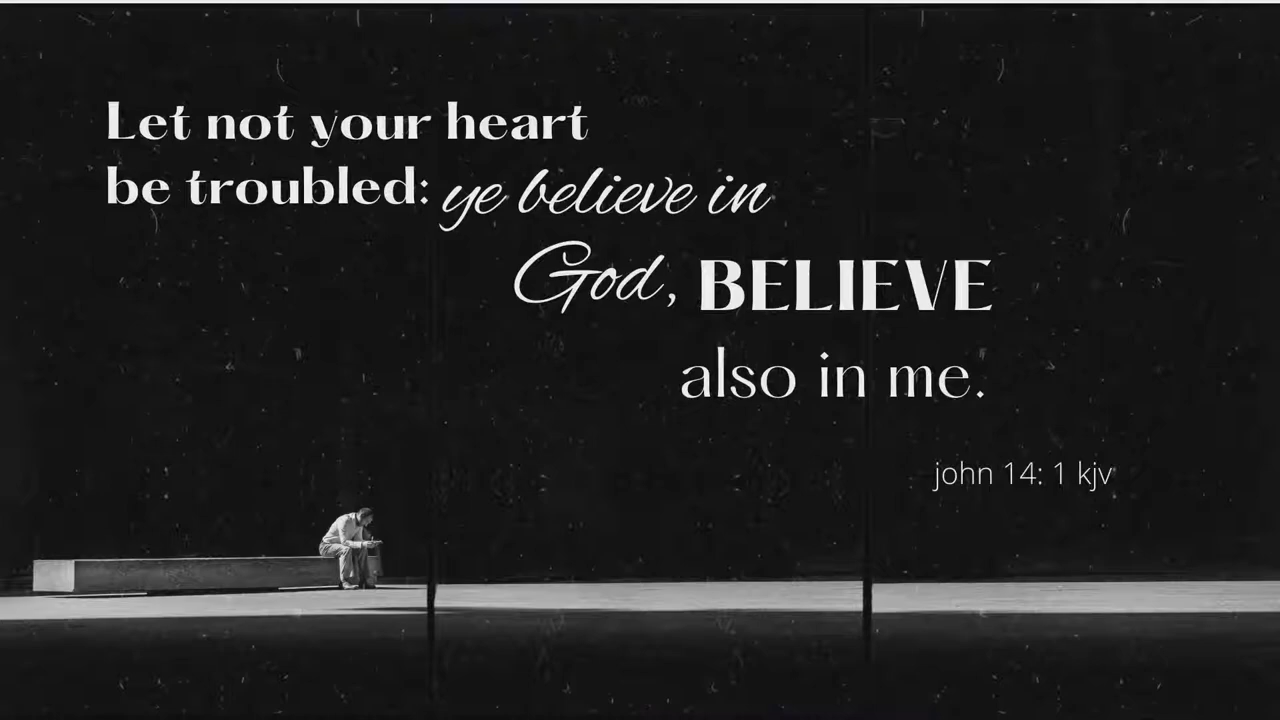 Let not your heart
be troubled: ye believe in
God, BELIEVE
also in me.
john 14: 1 kjv